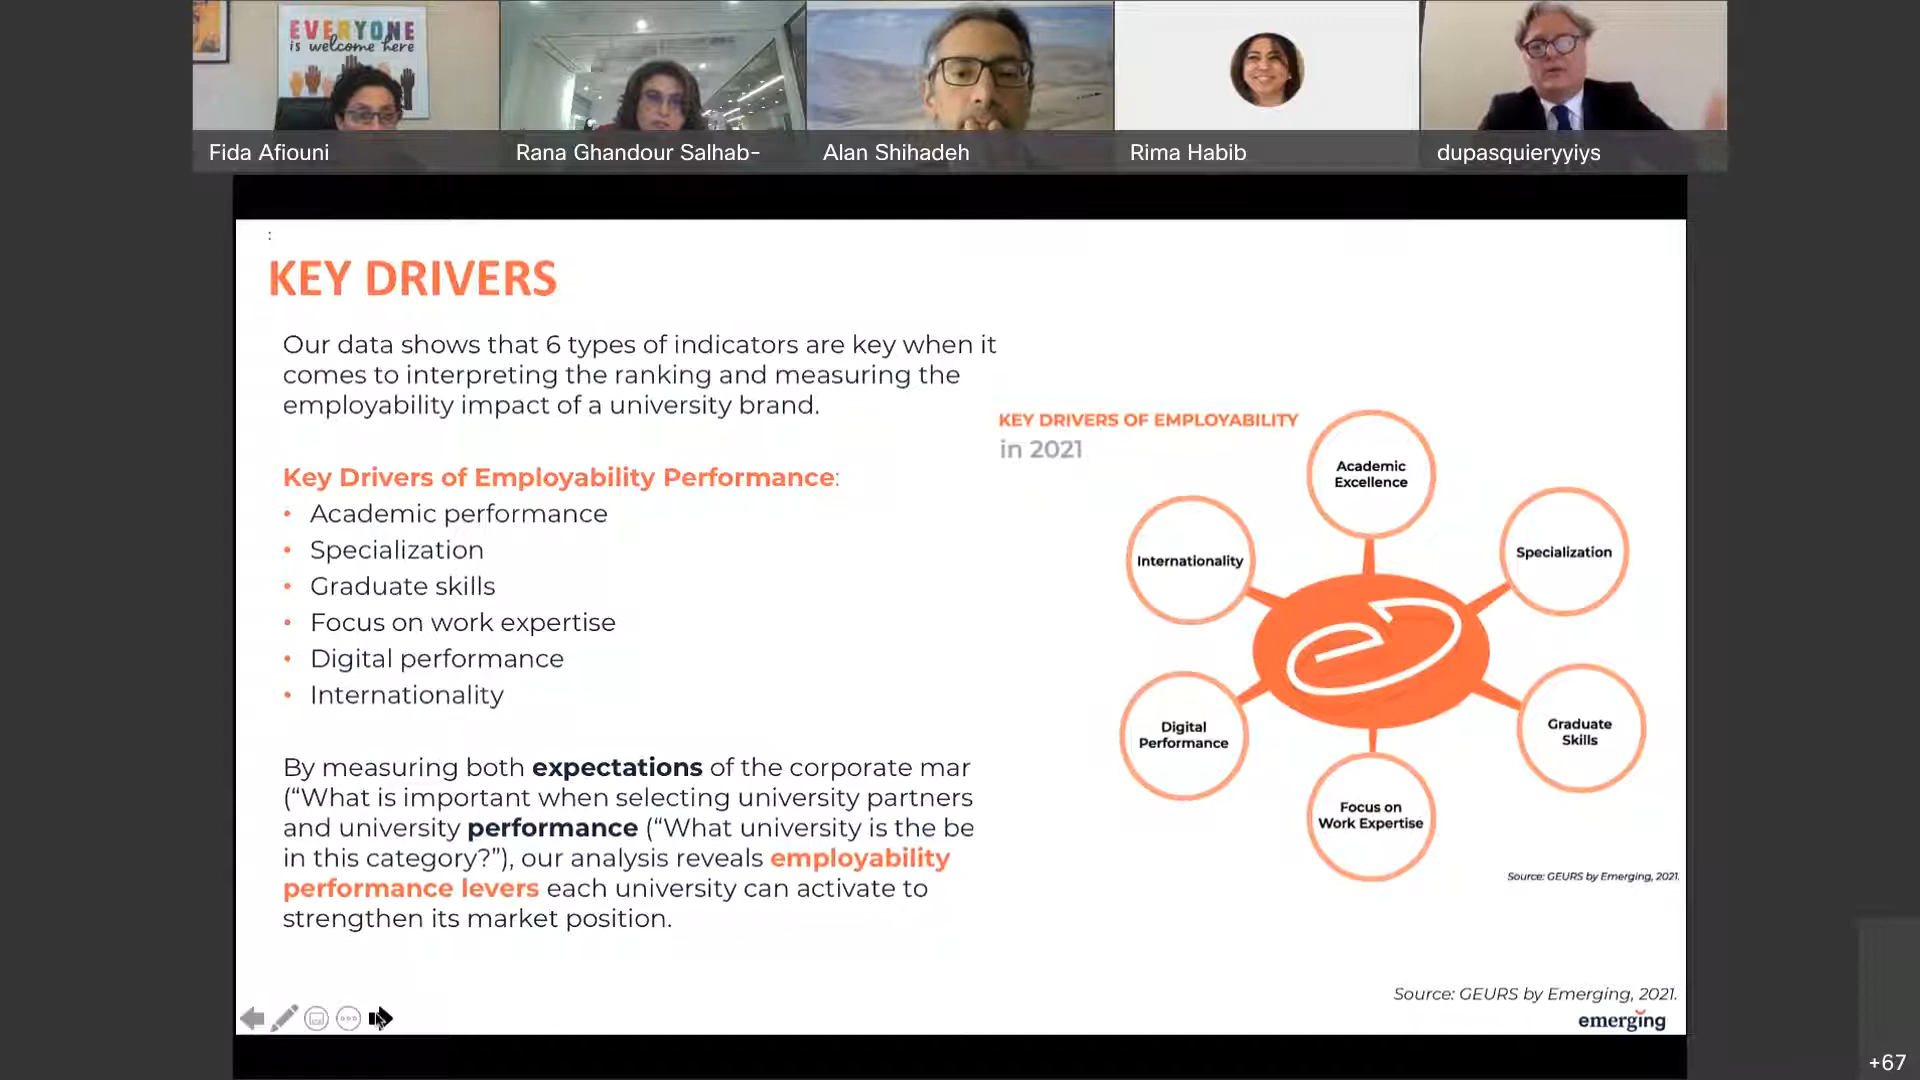 EVERYONE
is welcome here
Fida Afiouni
Rana Ghandour Salhab-
Alan Shihadeh
Rima Habib
dupasquieryyiys
:
KEY DRIVERS
Our data shows that 6 types of indicators are key when it
comes to interpreting the ranking and measuring the
employability impact of a university brand.
Key Drivers of Employability Performance:
• Academic performance
• Specialization
• Graduate skills
• Focus on work expertise
• Digital performance
• Internationality
By measuring both expectations of the corporate mar
(“What is important when selecting university partners
and university performance (“What university is the be
in this category?”), our analysis reveals employability
performance levers each university can activate to
strengthen its market position.
KEY DRIVERS OF EMPLOYABILITY
in 2021
Academic
Excellence
Internationality
Specialization
Digital
Performance
Graduate
Skills
Focus on
Work Expertise
Source: GEURS by Emerging, 2021.
Source: GEURS by Emerging, 2021.
emerging
+67